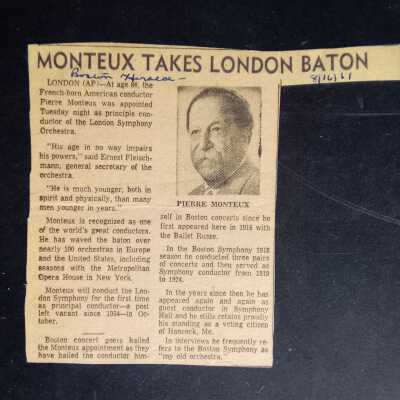 MONTEUX TAKES LONDON BATON
Boston Herald -
8/16/61
LONDON (AP)—At age 86, the
French-born American conductor
Pierre Monteux was appointed
Tuesday night as principle con-
ductor of the London Symphony
Orchestra.
"His age in no way impairs
his powers," said Ernest Fleisch-
mann, general secretary of the
orchestra.
"He is much younger, both in
spirit and physically, than many
men younger in years."
Monteux is recognized as one
of the world's great conductors.
He has waved the baton over
nearly 100 orchestras in Europe
and the United States, including
seasons with the Metropolitan
Opera House in New York.
Monteux will conduct the Lon-
don Symphony for the first time
as principal conductor—a post
left vacant since 1954—in Oc-
tober.
Boston concert goers hailed
the Monteux appointment as they
have hailed the conductor him-
PIERRE MONTEUX
self in Boston concerts since he
first appeared here in 1916 with
the Ballet Russe.
In the Boston Symphony 1918
season he conducted three pairs
of concerts and then served as
Symphony conductor from 1919
to 1924.
In the years since then he has
appeared again and again as
guest conductor in Symphony
Hall and he still retains proudly
his standing as a voting citizen
of Hancock, Me.
In interviews he frequently re-
fers to the Boston Symphony as
"my old orchestra."